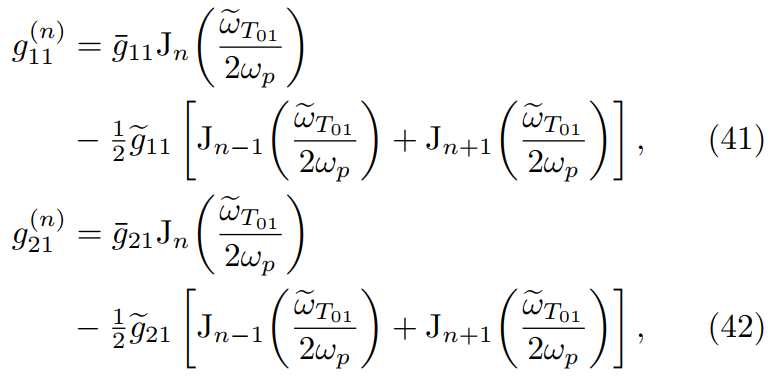 g_{11}^{(n)} = \bar{g}_{11} J_n \left( \frac{\widetilde{\omega}_{T_{01}}}{2\omega_p} \right)
- \frac{1}{2} \widetilde{g}_{11} \left[ J_{n-1} \left( \frac{\widetilde{\omega}_{T_{01}}}{2\omega_p} \right) + J_{n+1} \left( \frac{\widetilde{\omega}_{T_{01}}}{2\omega_p} \right) \right] , (41)
g_{21}^{(n)} = \bar{g}_{21} J_n \left( \frac{\widetilde{\omega}_{T_{01}}}{2\omega_p} \right)
- \frac{1}{2} \widetilde{g}_{21} \left[ J_{n-1} \left( \frac{\widetilde{\omega}_{T_{01}}}{2\omega_p} \right) + J_{n+1} \left( \frac{\widetilde{\omega}_{T_{01}}}{2\omega_p} \right) \right] , (42)